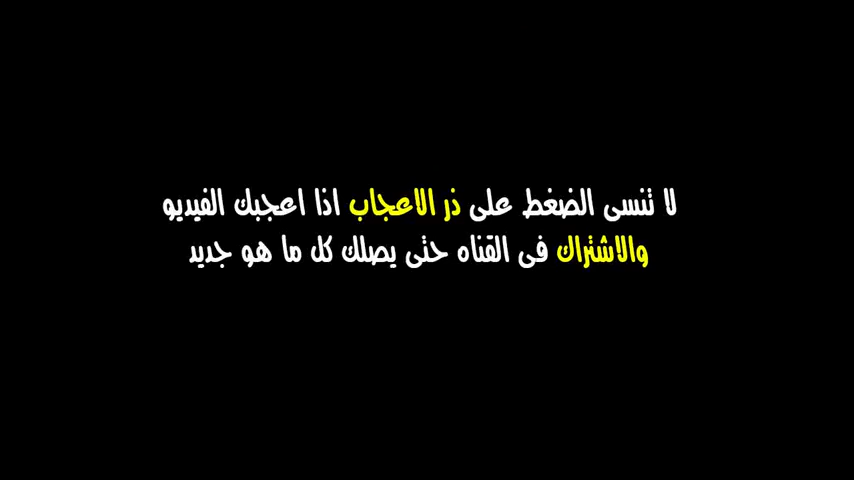 لا تنسى الضغط على ذر الاعجاب اذا اعجبك الفيديو
والاشتراك فى القناه حتى يصلك كل ما هو جديد